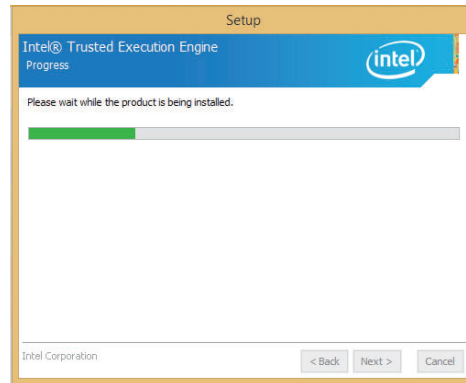 Setup
Intel® Trusted Execution Engine
Progress
(intel)
Please wait while the product is being installed.
Intel Corporation
< Back Next > Cancel